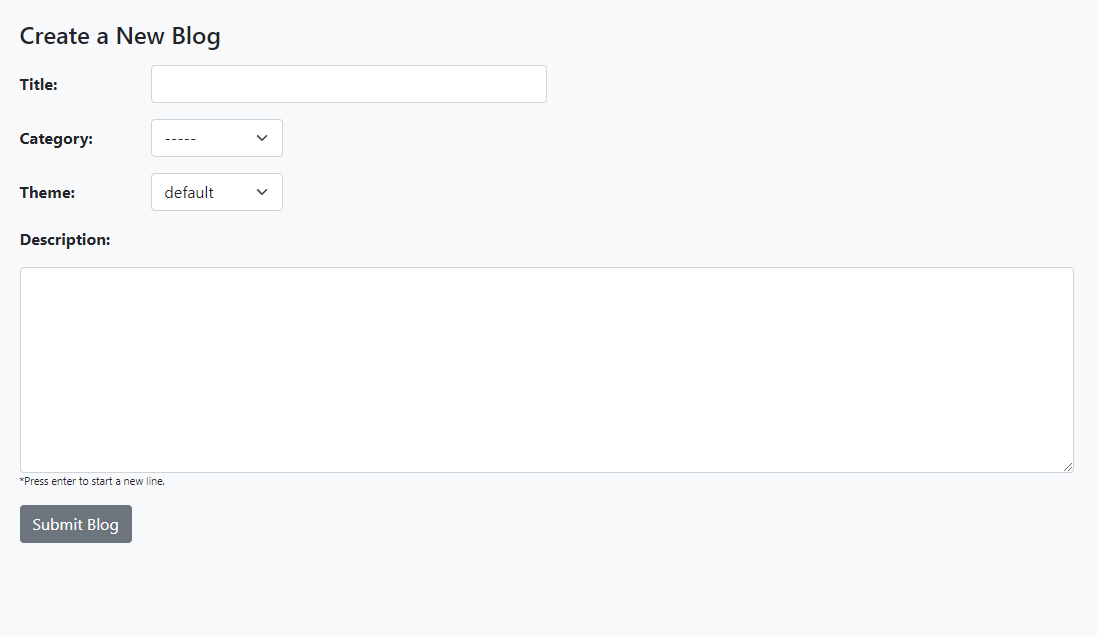 Create a New Blog
Title:
Category: -----
Theme: default
Description:
*Press enter to start a new line.
Submit Blog